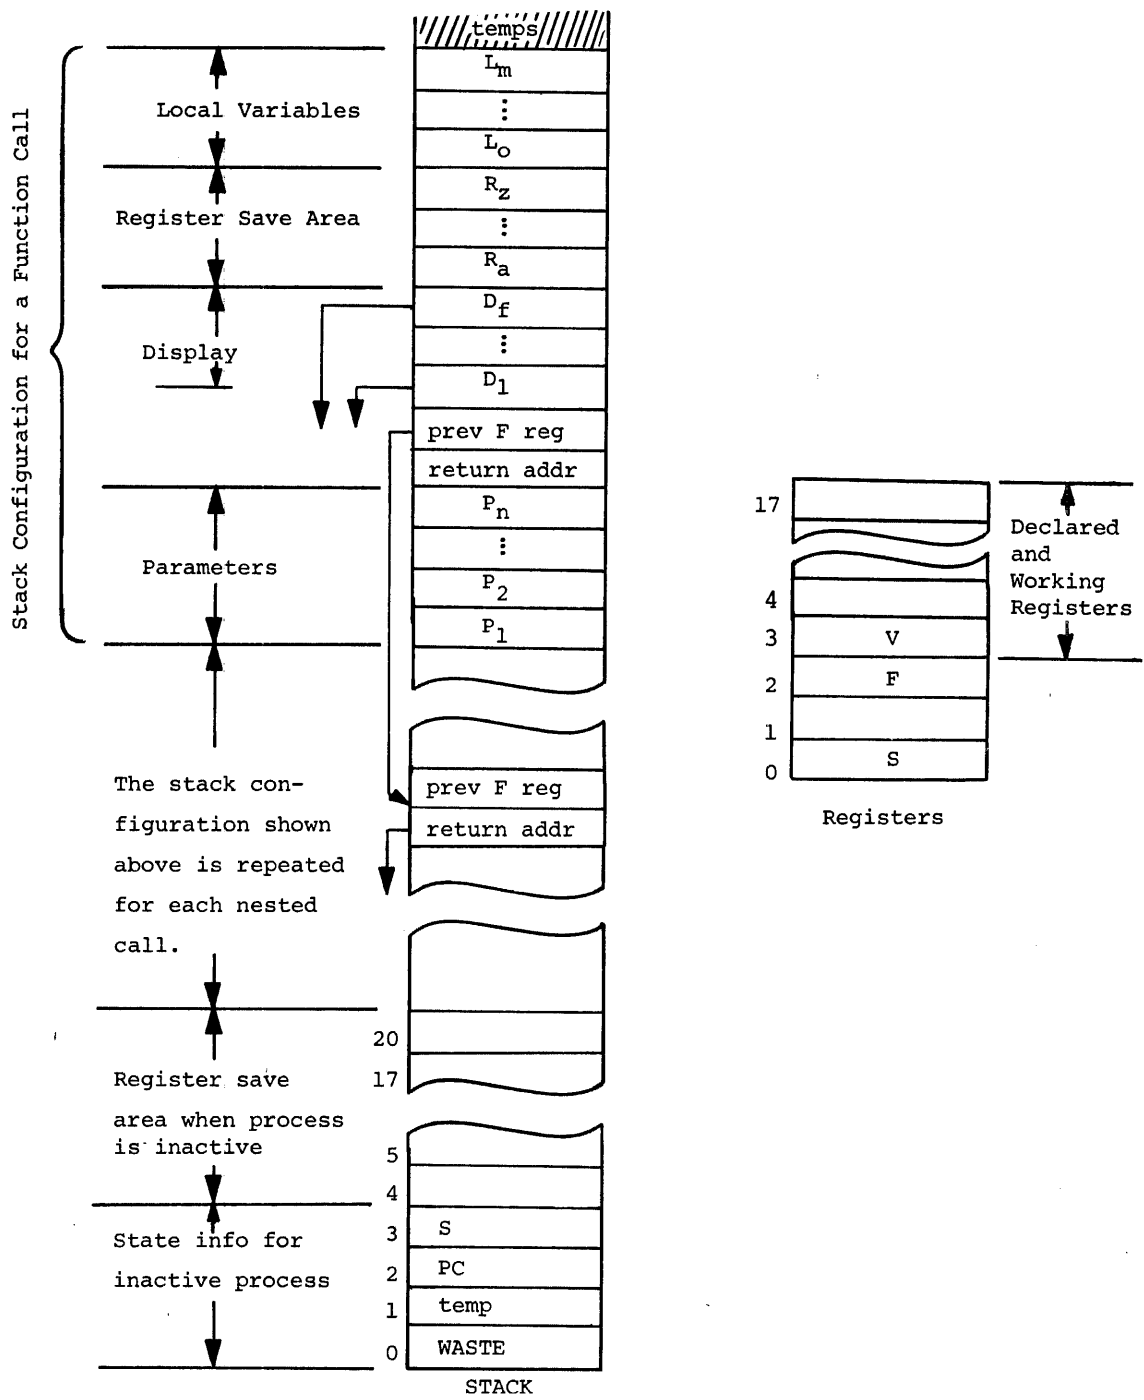 temps
Stack Configuration for a Function Call
Local Variables
Register Save Area
Display
Parameters
The stack con-
figuration shown
above is repeated
for each nested
call.
Register save
area when process
is inactive
State info for
inactive process
Lm
⋮
Lo
Rz
⋮
Ra
Df
⋮
D1
prev F reg
return addr
Pn
⋮
P2
P1
prev F reg
return addr
20
17
5
4
3 S
2 PC
1 temp
0 WASTE
STACK
17
4
3 V
2 F
1
0 S
Registers
Declared
and
Working
Registers